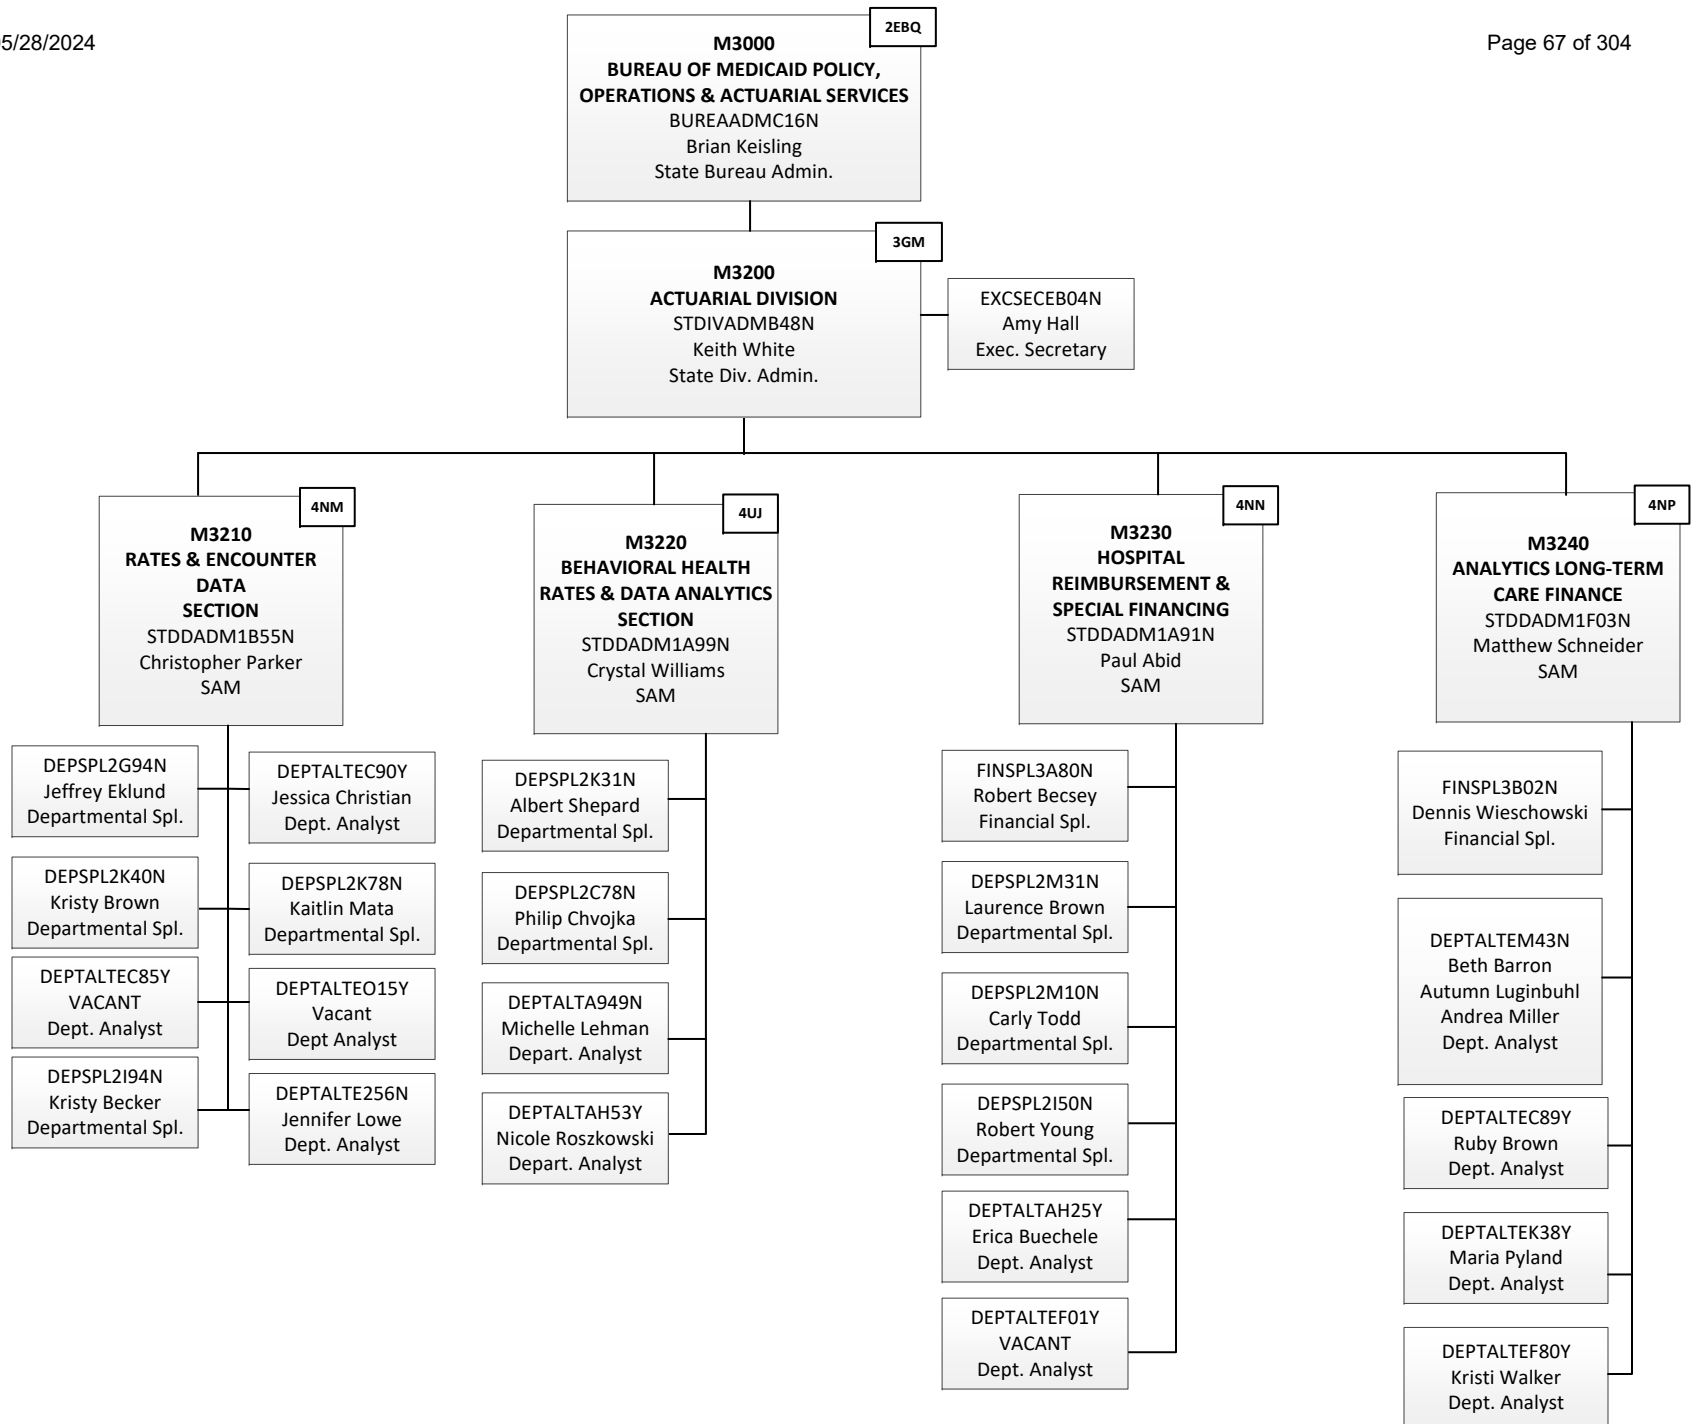 5/28/2024
Page 67 of 304
2EBQ
M3000
BUREAU OF MEDICAID POLICY,
OPERATIONS & ACTUARIAL SERVICES
BUREAADMC16N
Brian Keisling
State Bureau Admin.
3GM
M3200
ACTUARIAL DIVISION
STDIVADMB48N
Keith White
State Div. Admin.
EXCSECEB04N
Amy Hall
Exec. Secretary
4NM
M3210
RATES & ENCOUNTER
DATA
SECTION
STDDADM1B55N
Christopher Parker
SAM
DEPSPL2G94N
Jeffrey Eklund
Departmental Spl.
DEPTALTEC90Y
Jessica Christian
Dept. Analyst
DEPSPL2K40N
Kristy Brown
Departmental Spl.
DEPSPL2K78N
Kaitlin Mata
Departmental Spl.
DEPTALTEC85Y
VACANT
Dept. Analyst
DEPTALTEO15Y
Vacant
Dept Analyst
DEPSPL2I94N
Kristy Becker
Departmental Spl.
DEPTALTE256N
Jennifer Lowe
Dept. Analyst
4UJ
M3220
BEHAVIORAL HEALTH
RATES & DATA ANALYTICS
SECTION
STDDADM1A99N
Crystal Williams
SAM
DEPSPL2K31N
Albert Shepard
Departmental Spl.
DEPSPL2C78N
Philip Chvojka
Departmental Spl.
DEPTALTA949N
Michelle Lehman
Depart. Analyst
DEPTALTAH53Y
Nicole Roszkowski
Depart. Analyst
4NN
M3230
HOSPITAL
REIMBURSEMENT &
SPECIAL FINANCING
STDDADM1A91N
Paul Abid
SAM
FINSPL3A80N
Robert Becsey
Financial Spl.
DEPSPL2M31N
Laurence Brown
Departmental Spl.
DEPSPL2M10N
Carly Todd
Departmental Spl.
DEPSPL2I50N
Robert Young
Departmental Spl.
DEPTALTAH25Y
Erica Buechele
Dept. Analyst
DEPTALTEF01Y
VACANT
Dept. Analyst
4NP
M3240
ANALYTICS LONG-TERM
CARE FINANCE
STDDADM1F03N
Matthew Schneider
SAM
FINSPL3B02N
Dennis Wieschowski
Financial Spl.
DEPTALTEM43N
Beth Barron
Autumn Luginbuhl
Andrea Miller
Dept. Analyst
DEPTALTEC89Y
Ruby Brown
Dept. Analyst
DEPTALTEK38Y
Maria Pyland
Dept. Analyst
DEPTALTEF80Y
Kristi Walker
Dept. Analyst